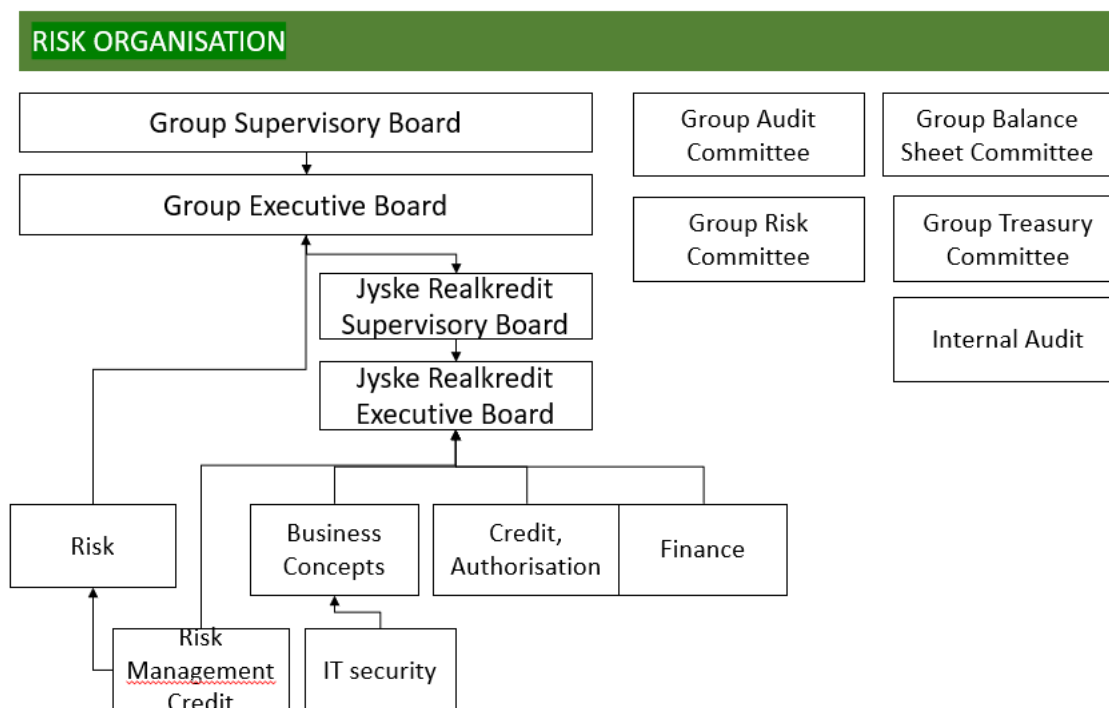 RISK ORGANISATION
Group Supervisory Board
Group Executive Board
Jyske Realkredit
Supervisory Board
Jyske Realkredit
Executive Board
Group Audit
Committee
Group Balance
Sheet Committee
Group Risk
Committee
Group Treasury
Committee
Internal Audit
Risk
Business
Concepts
Credit,
Authorisation
Finance
Risk
Management
Credit
IT security